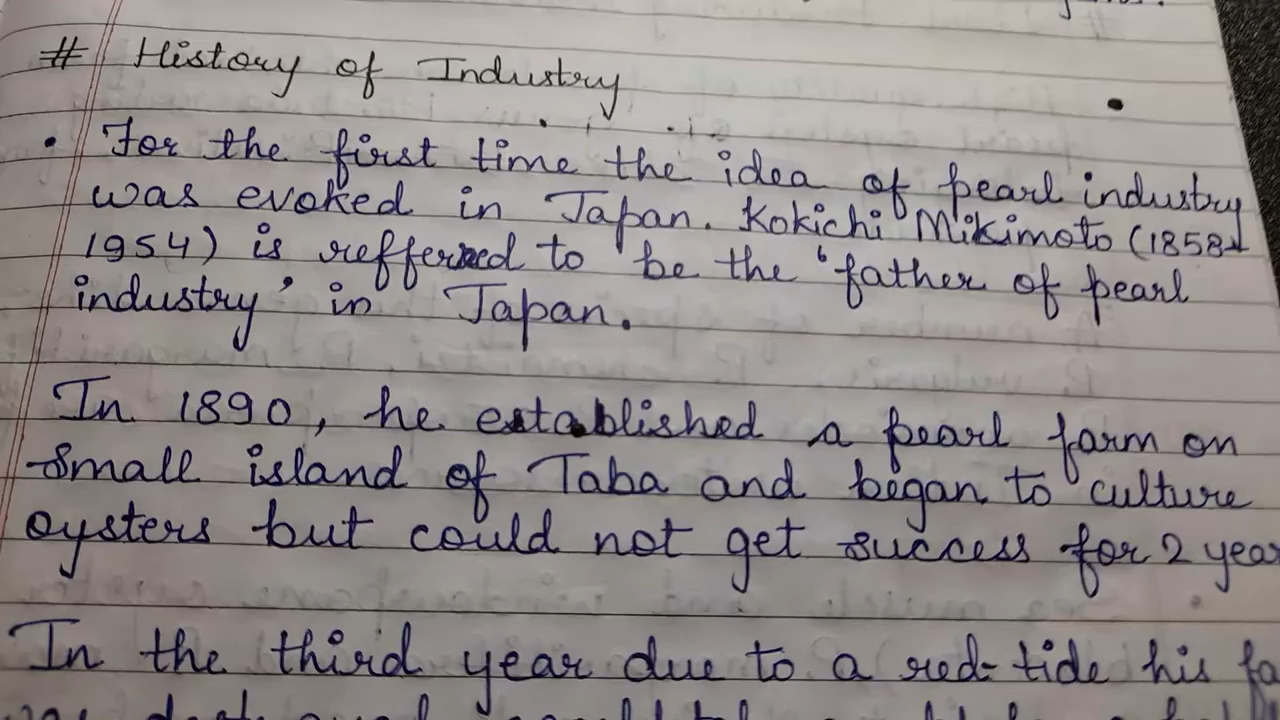 # History of Industry
• For the first time the idea of pearl industry
was evoked in Japan. Kokichi Mikimoto (1858-
1954) is refferred to be the 'father of pearl
industry' in Japan.
In 1890, he established a pearl farm on
small island of Taba and began to culture
oysters but could not get success for 2 year
In the third year due to a red-tide his fa